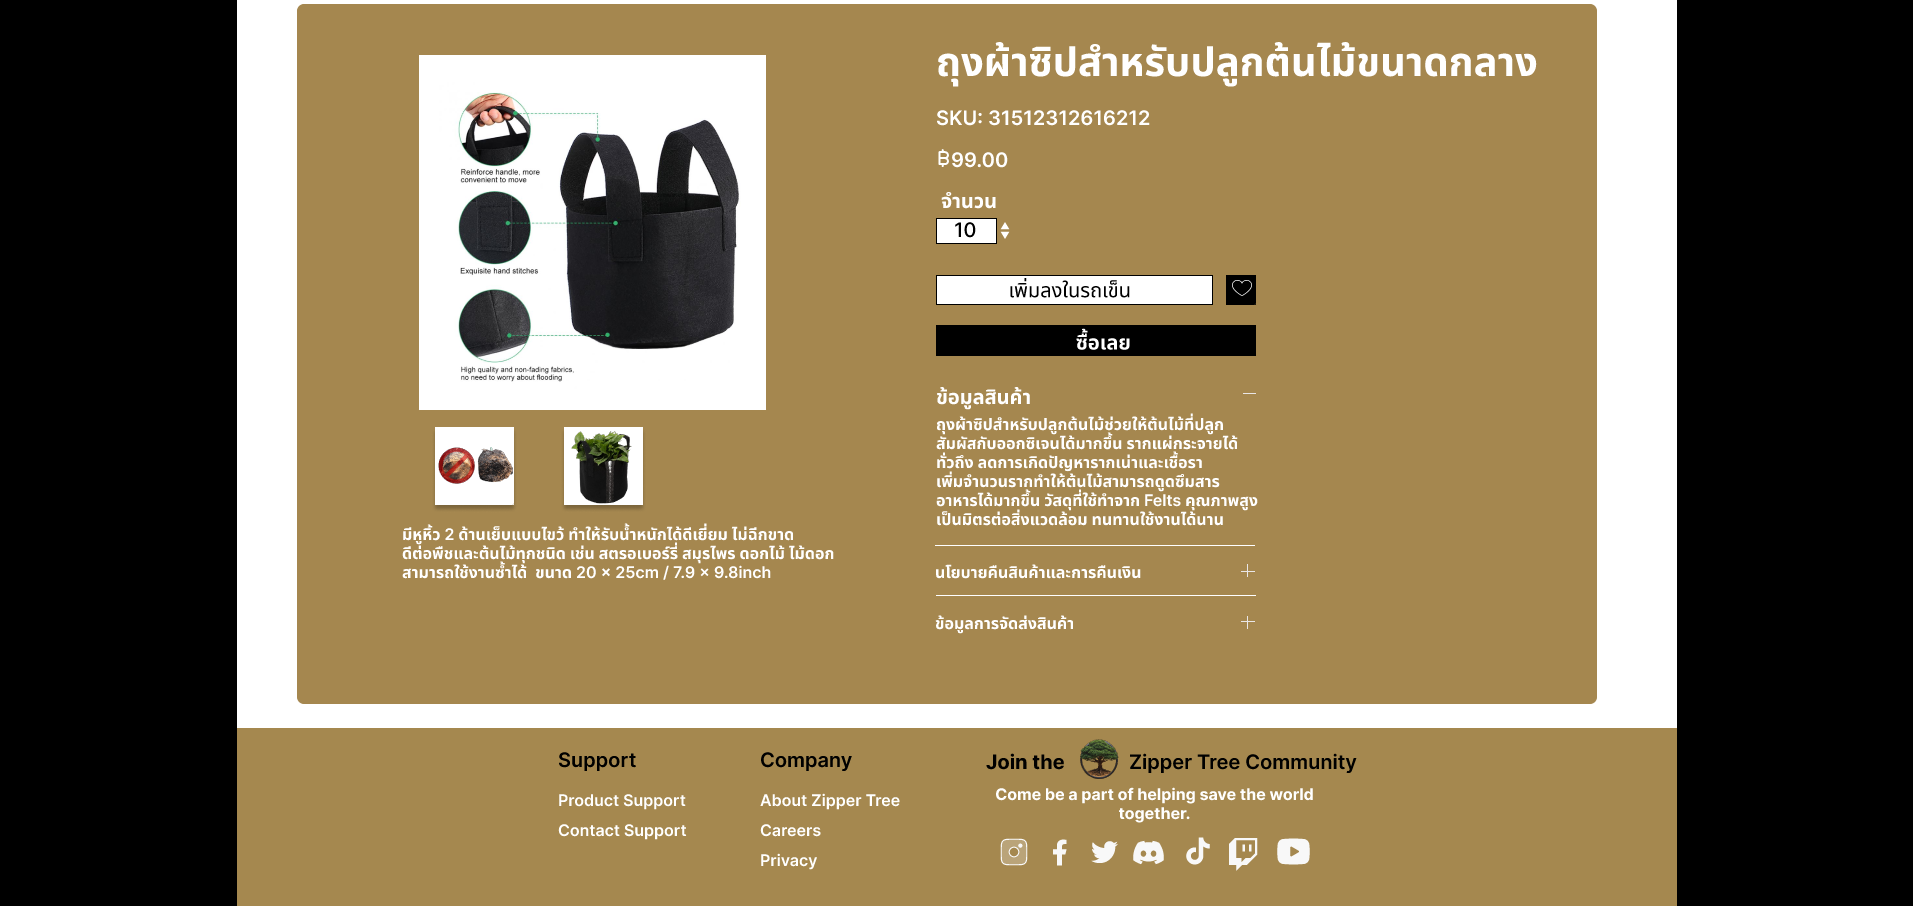 ถุงผ้าซิปสำหรับปลูกต้นไม้ขนาดกลาง
SKU: 31512312616212
฿99.00
จำนวน
10
เพิ่มลงในรถเข็น
ซื้อเลย
ข้อมูลสินค้า
ถุงผ้าซิปสำหรับปลูกต้นไม้ช่วยให้ต้นไม้ที่ปลูก
สัมผัสกับออกซิเจนได้มากขึ้น รากแผ่กระจายได้
ทั่วถึง ลดการเกิดปัญหารากเน่าและเชื้อรา
เพิ่มจำนวนรากทำให้ต้นไม้สามารถดูดซึมสาร
อาหารได้มากขึ้น วัสดุที่ใช้ทำจาก Felts คุณภาพสูง
เป็นมิตรต่อสิ่งแวดล้อม ทนทานใช้งานได้นาน
นโยบายคืนสินค้าและการคืนเงิน
ข้อมูลการจัดส่งสินค้า
Reinforce handle, more
convenient to move
Exquisite hand stitches
High quality and non-fading fabrics,
no need to worry about flooding
มีหูหิ้ว 2 ด้านเย็บแบบไขว้ ทำให้รับน้ำหนักได้ดีเยี่ยม ไม่ฉีกขาด
ดีต่อพืชและต้นไม้ทุกชนิด เช่น สตรอเบอร์รี่ สมุรไพร ดอกไม้ ไม้ดอก
สามารถใช้งานซ้ำได้  ขนาด 20 × 25cm / 7.9 × 9.8inch
Support
Product Support
Contact Support
Company
About Zipper Tree
Careers
Privacy
Join the Zipper Tree Community
Come be a part of helping save the world
together.